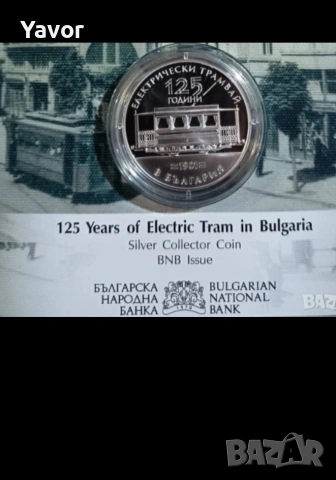 Yavor
ЕЛЕКТРИЧЕСКИ ТРАМВАЙ
125
ГОДИНИ
В БЪЛГАРИЯ
125 Years of Electric Tram in Bulgaria
Silver Collector Coin
BNB Issue
БЪЛГАРСКА
НАРОДНА
БАНКА
BULGARIAN
NATIONAL
BANK
BAZAR